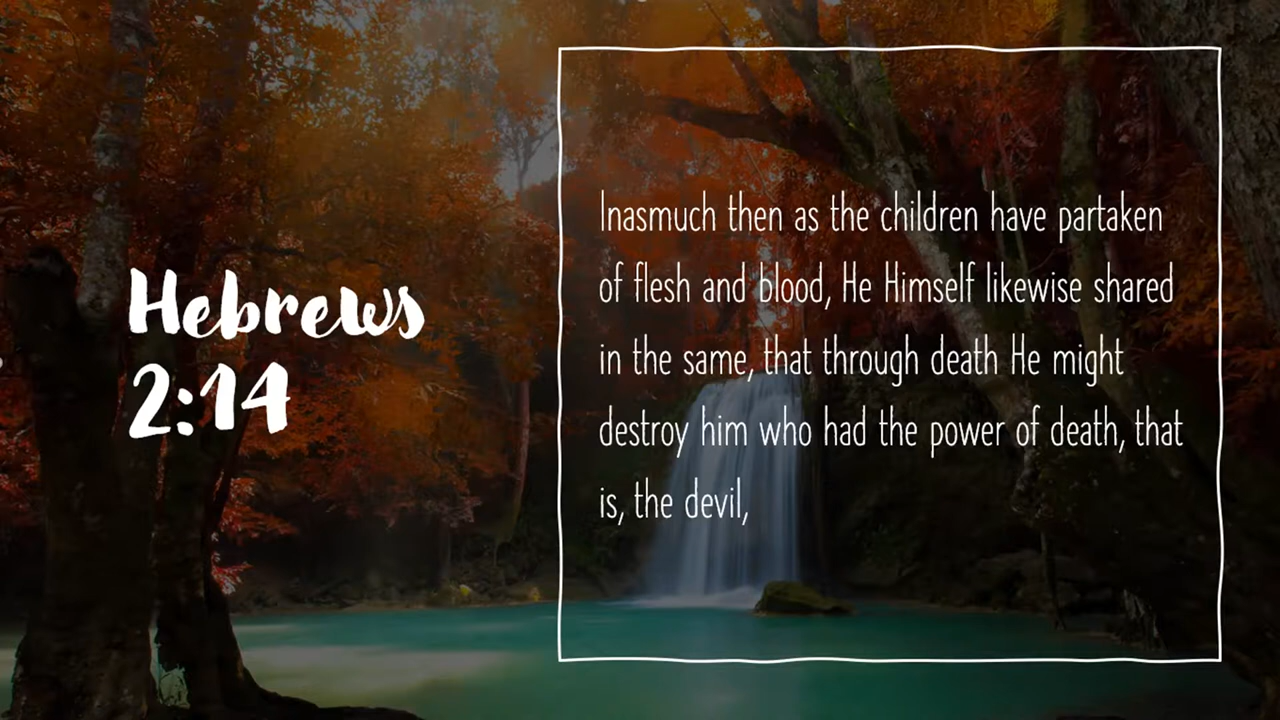 Hebrews
2:14
Inasmuch then as the children have partaken
of flesh and blood, He Himself likewise shared
in the same, that through death He might
destroy him who had the power of death, that
is, the devil,